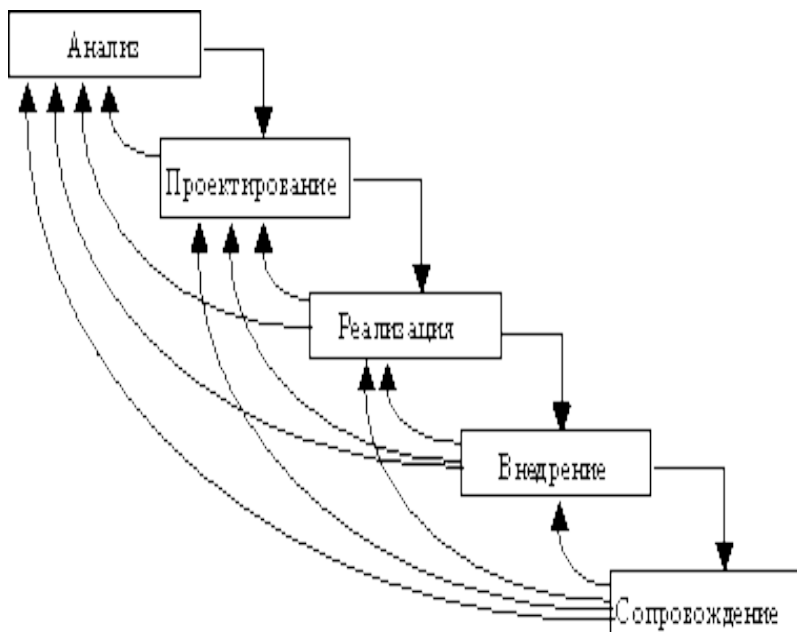 Анализ
Проектирование
Реализация
Внедрение
Сопровождение